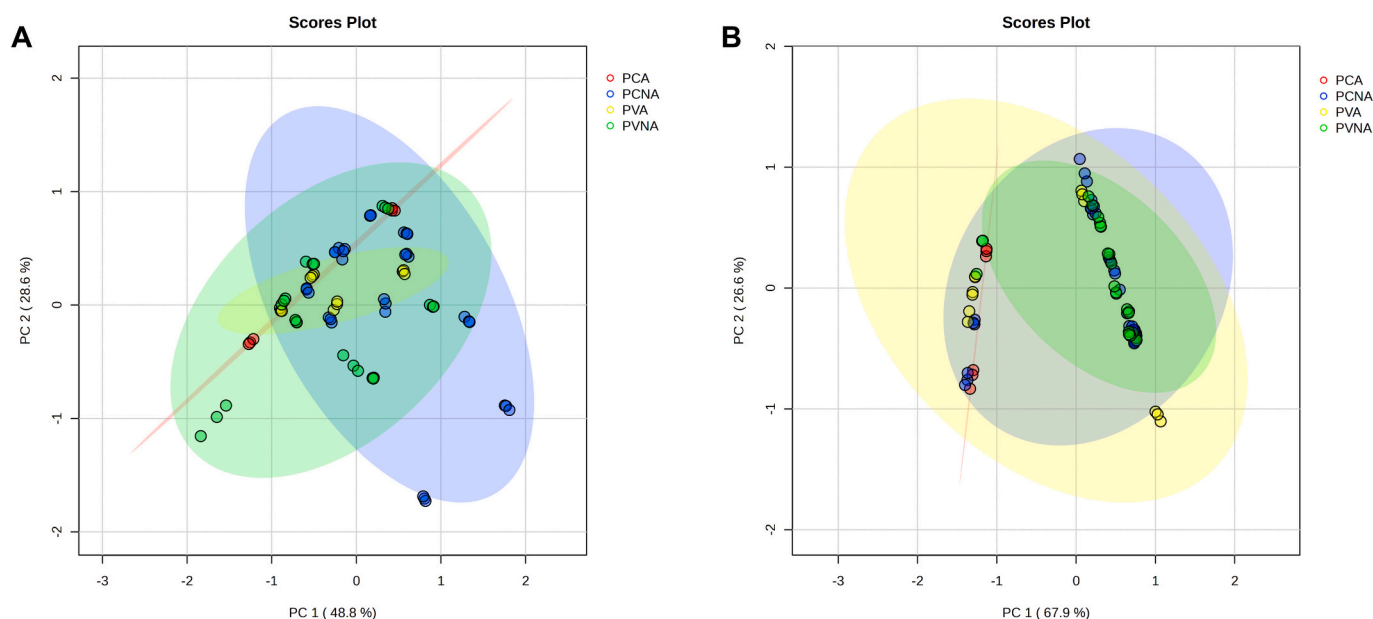 A
Scores Plot
PCA
PCNA
PVA
PVNA
2
1
0
-1
-2
PC 2 ( 28.6 %)
-3
-2
-1
0
1
2
PC 1 ( 48.8 %)
B
Scores Plot
PCA
PCNA
PVA
PVNA
2
1
0
-1
-2
PC 2 ( 26.6 %)
-3
-2
-1
0
1
2
PC 1 ( 67.9 %)